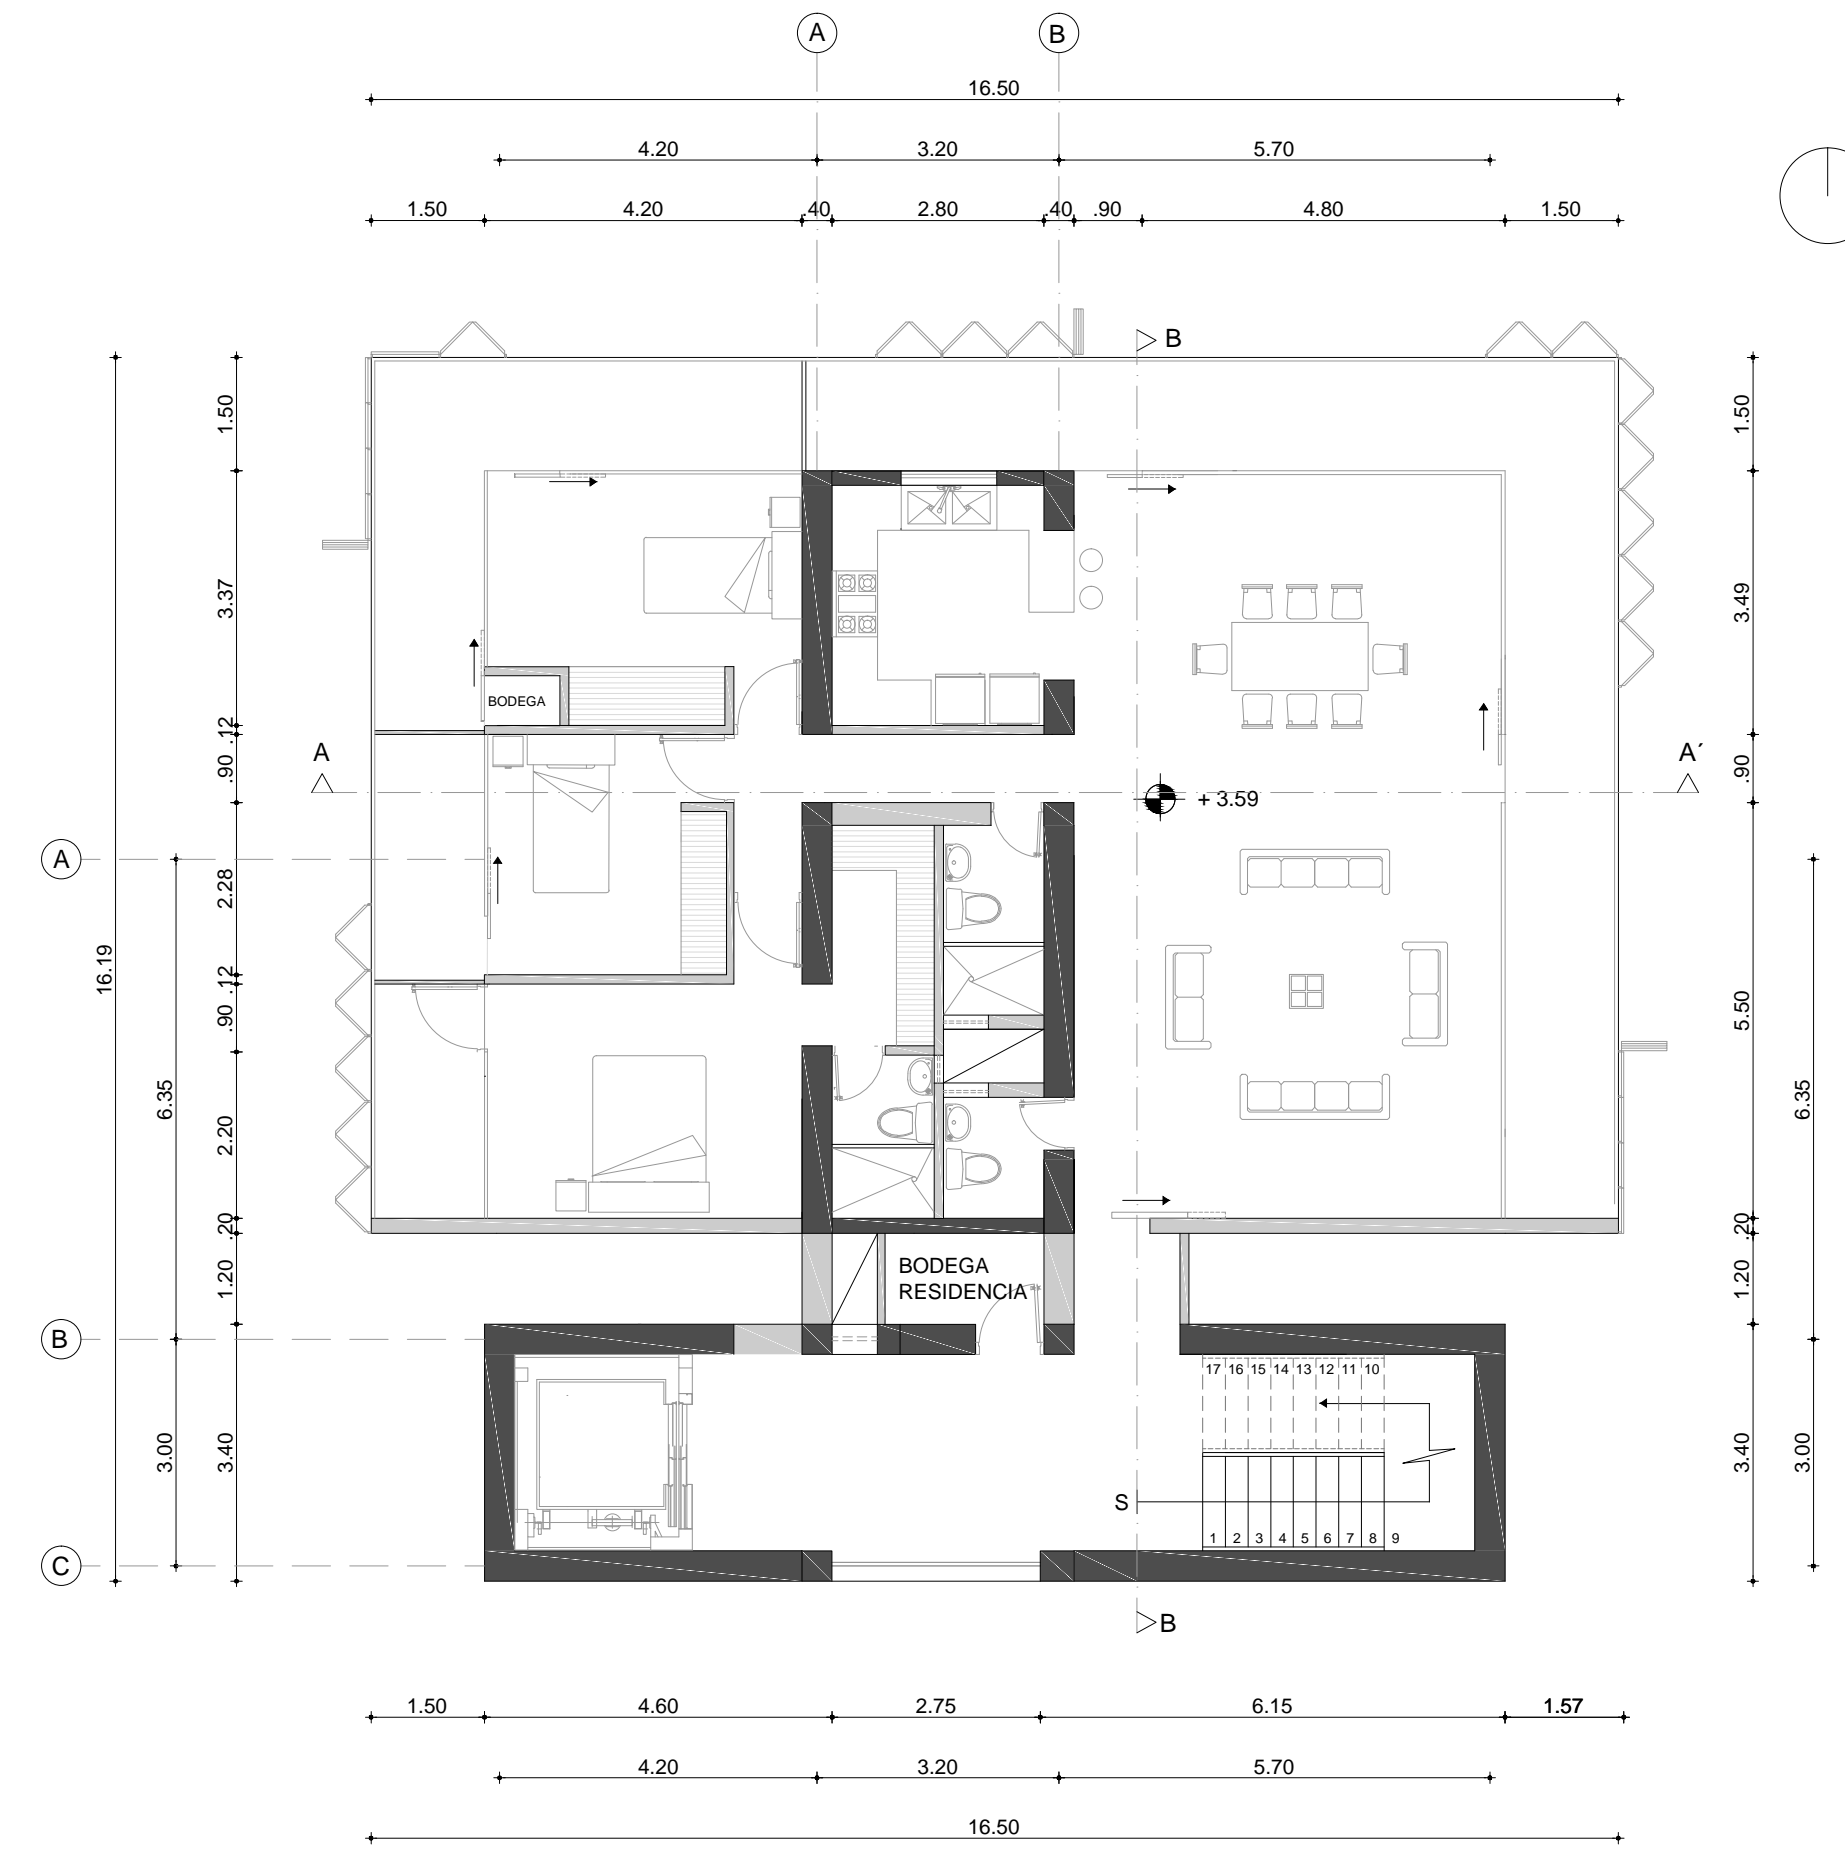 A B
16.50
4.20 3.20 5.70
1.50 4.20 .40 2.80 .40 .90 4.80 1.50
B
1.50 1.50
3.37 3.49
BODEGA
.12
A A´
.90 .90
+ 3.59
A
2.28
16.19
.12
.90 5.50
6.35 6.35
2.20
.20 .20
1.20 1.20
BODEGA
RESIDENCIA
B
17 16 15 14 13 12 11 10
3.00 3.40 3.40 3.00
S
1 2 3 4 5 6 7 8 9
C
B
1.50 4.60 2.75 6.15 1.57
4.20 3.20 5.70
16.50